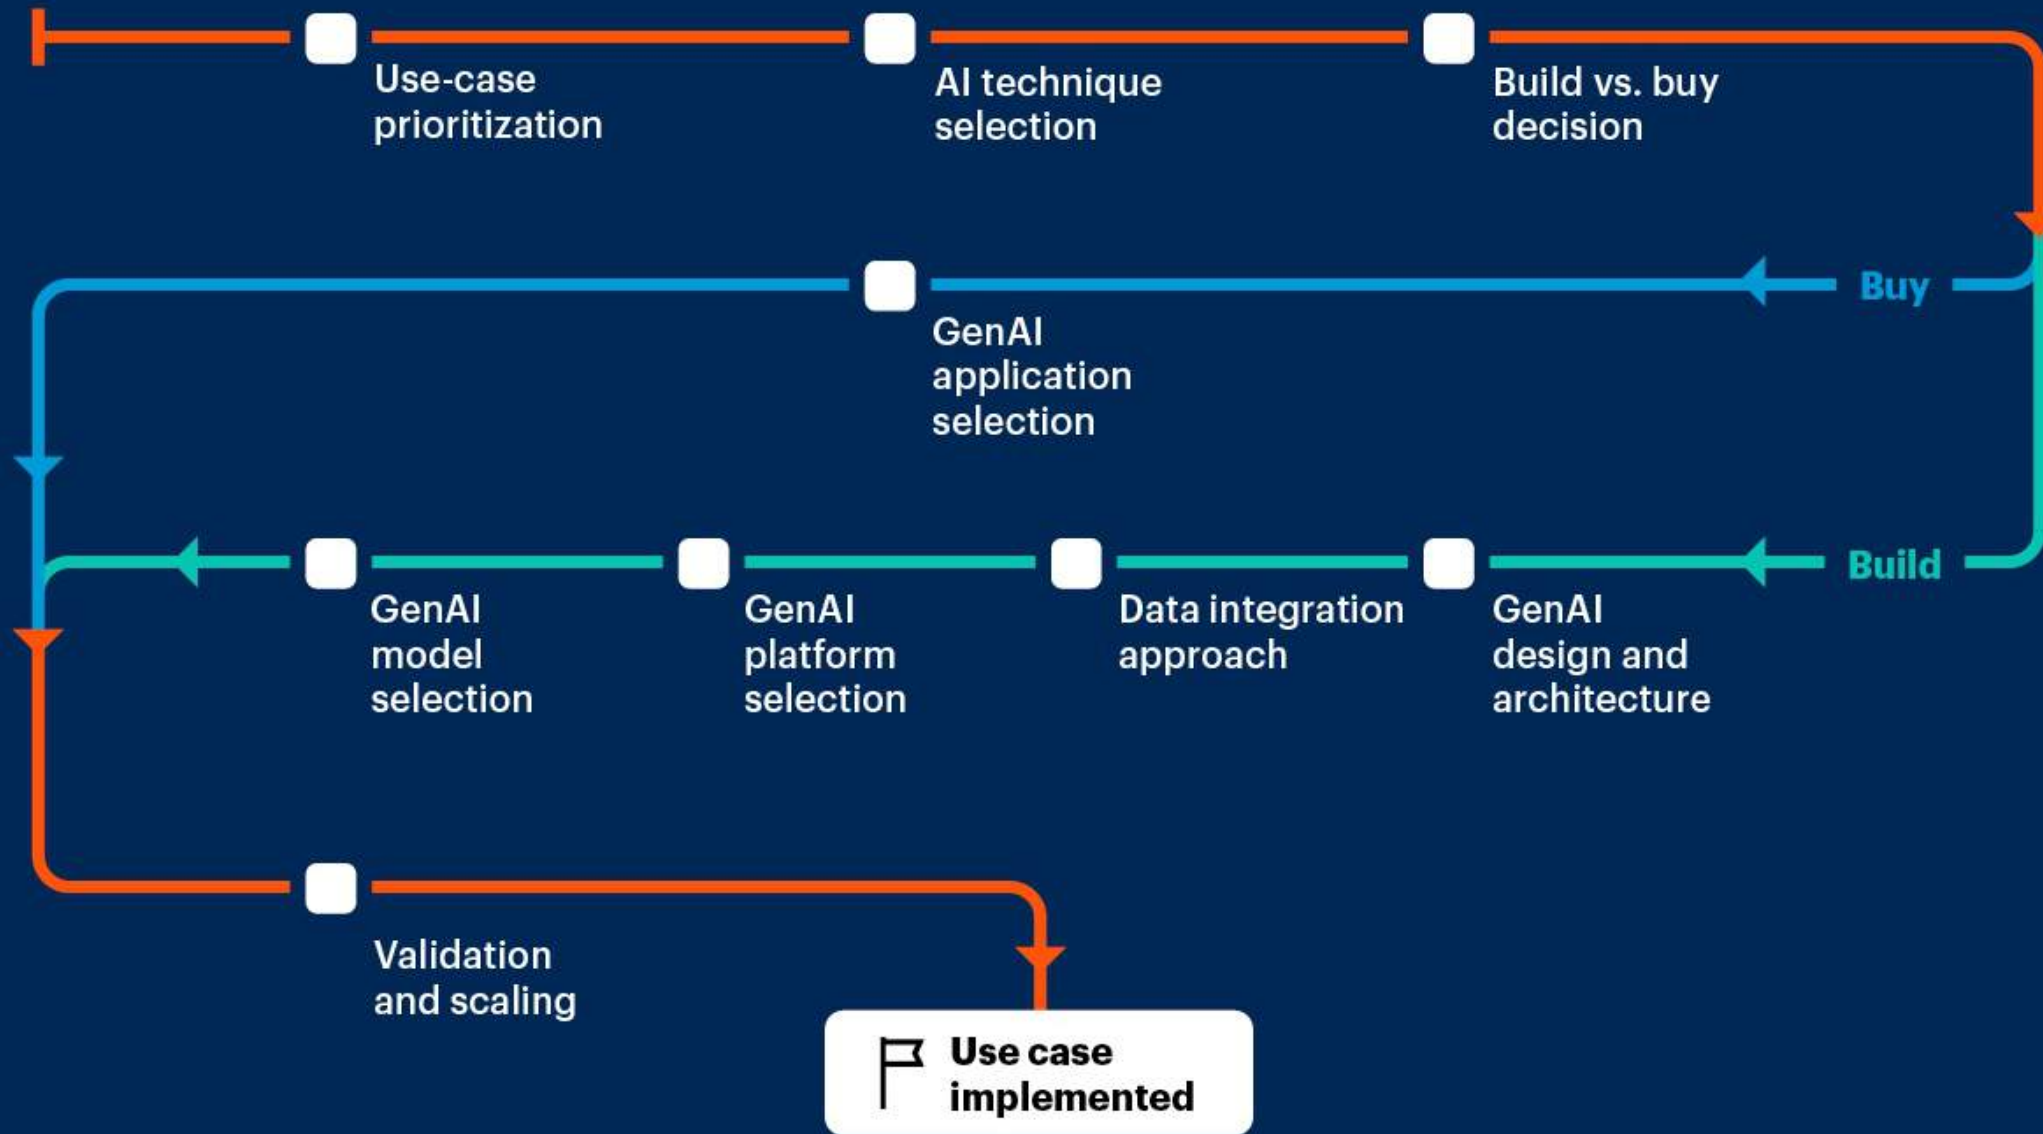 Use-case
prioritization
AI technique
selection
Build vs. buy
decision
Buy
GenAI
application
selection
Build
GenAI
model
selection
GenAI
platform
selection
Data integration
approach
GenAI
design and
architecture
Validation
and scaling
Use case
implemented